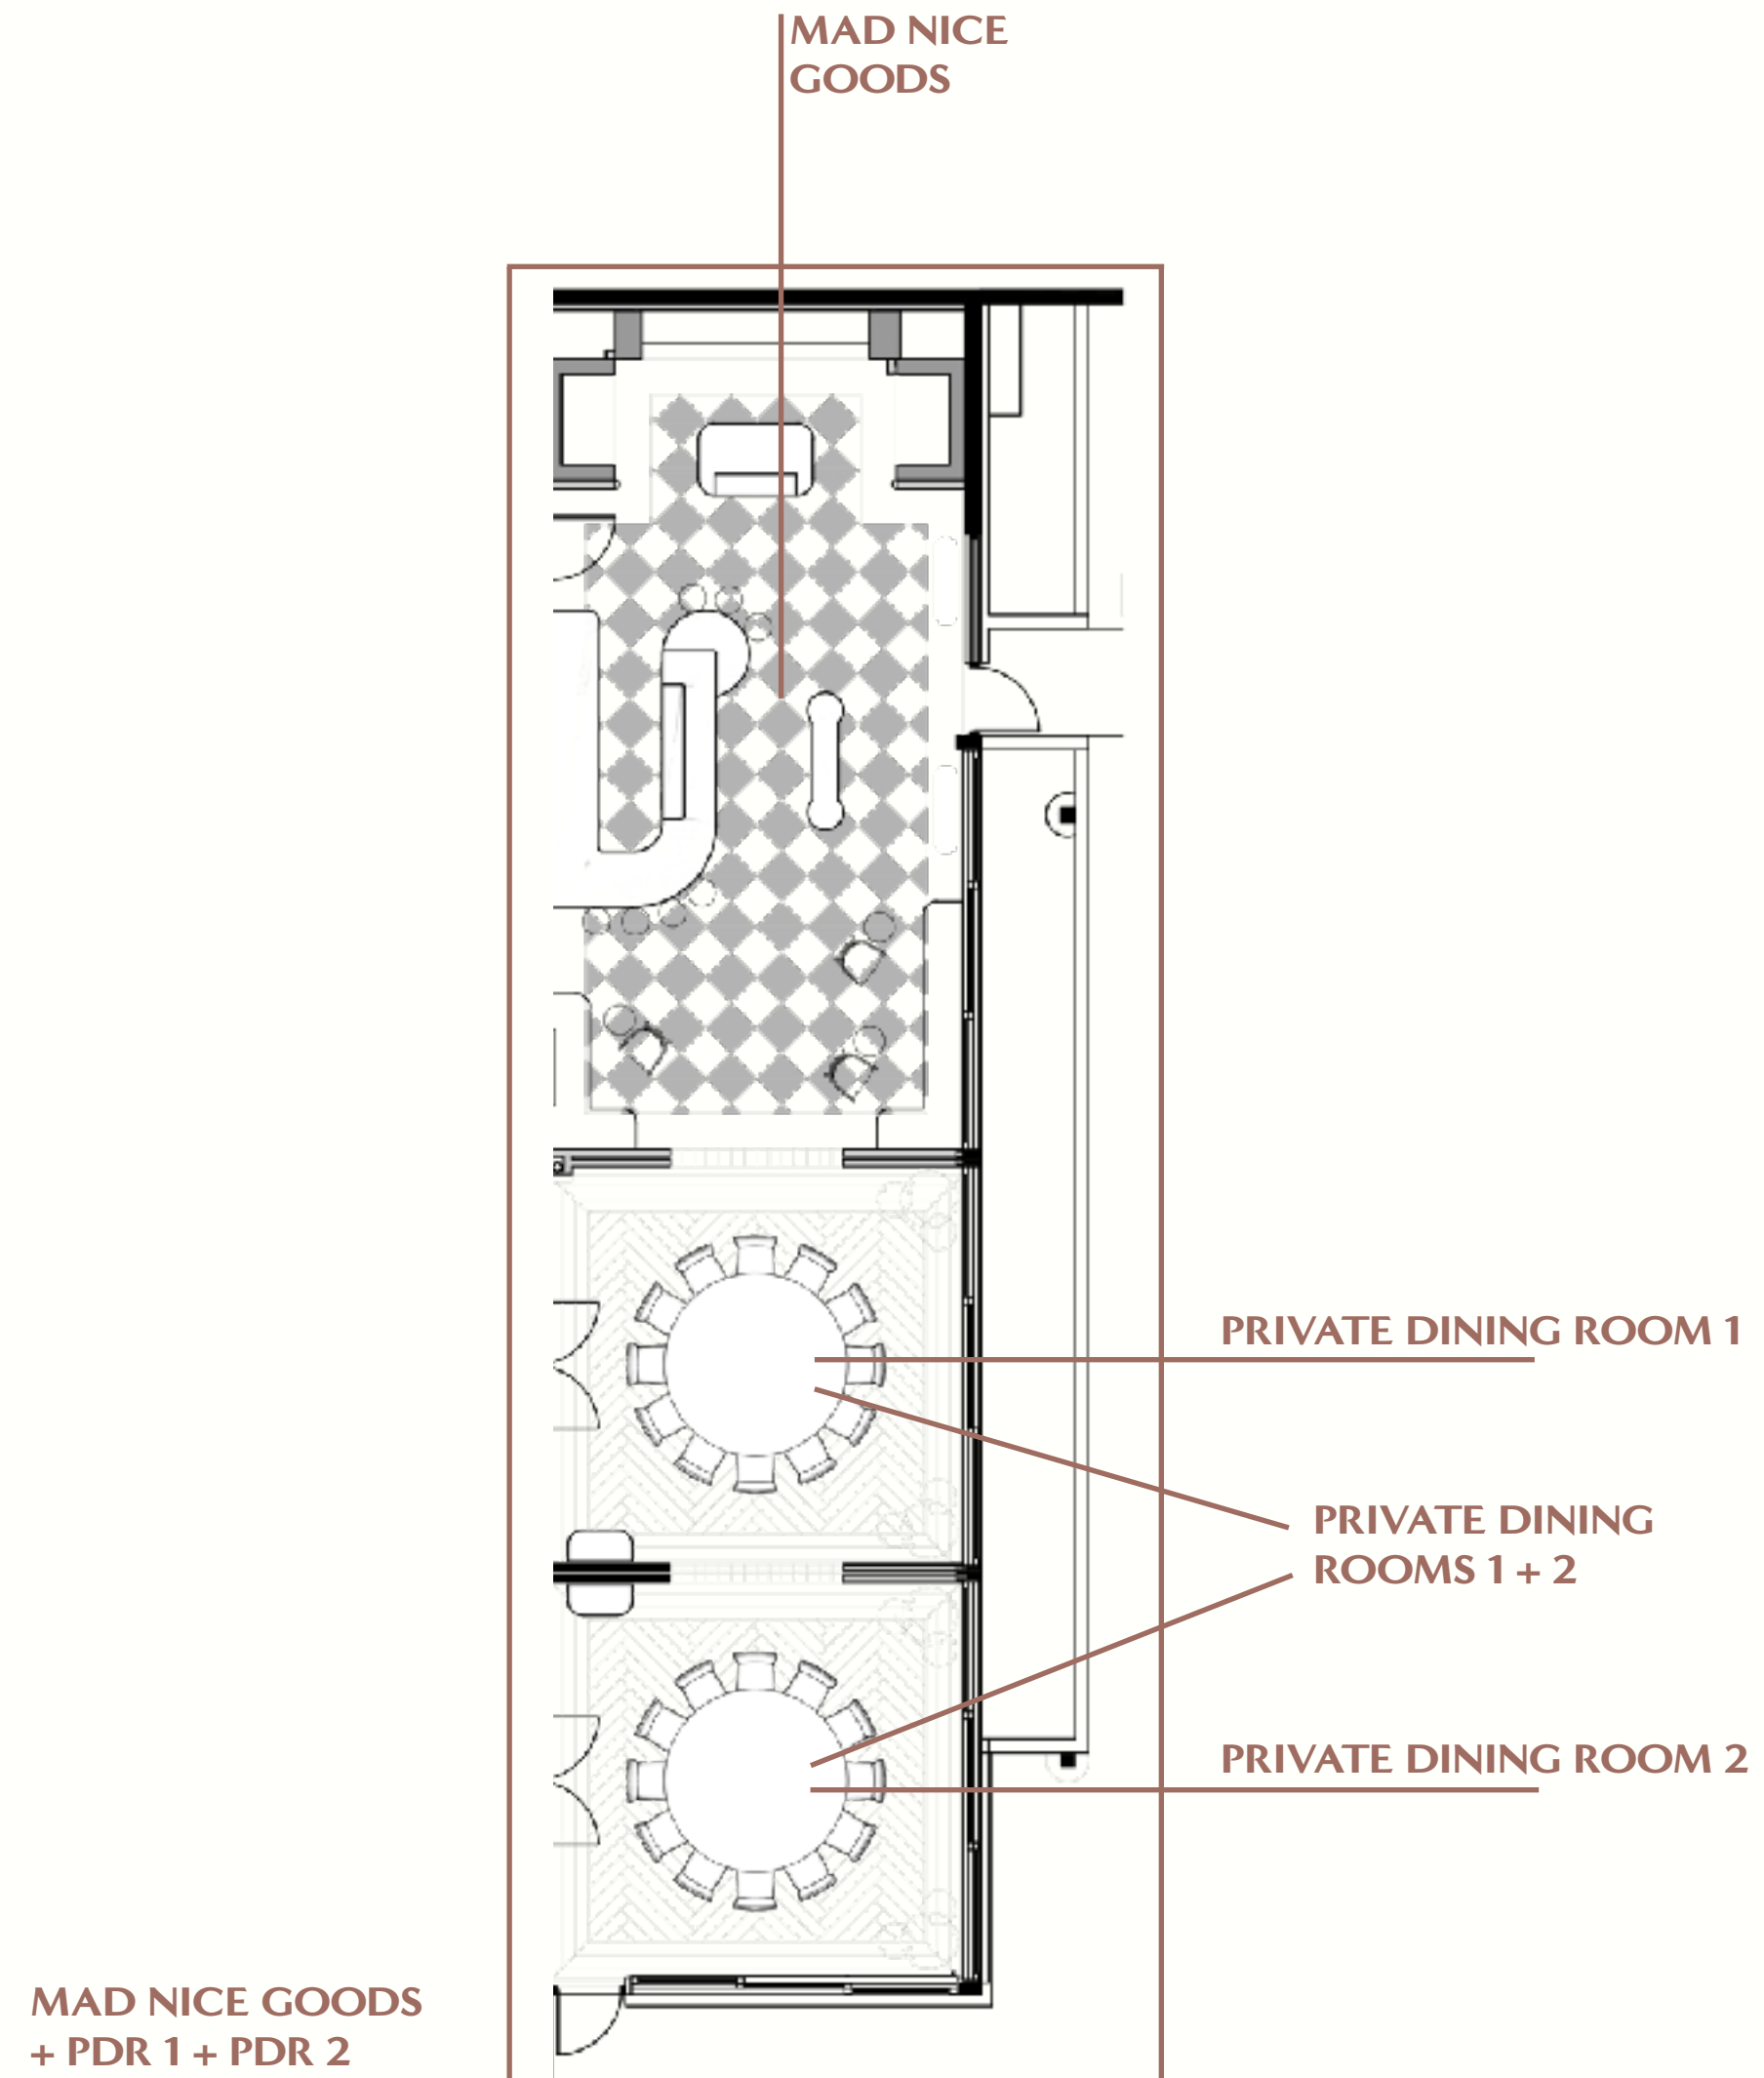 MAD NICE
GOODS
PRIVATE DINING ROOM 1
PRIVATE DINING
ROOMS 1 + 2
PRIVATE DINING ROOM 2
MAD NICE GOODS
+ PDR 1 + PDR 2